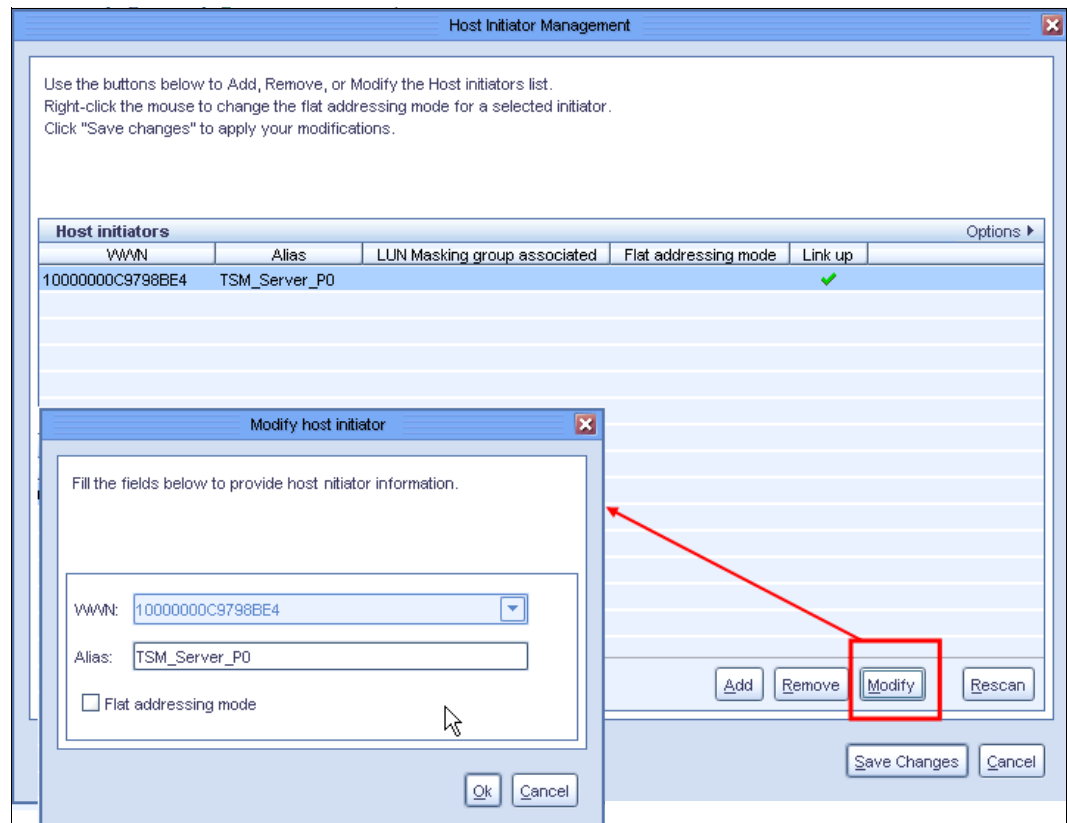 Host Initiator Management
Use the buttons below to Add, Remove, or Modify the Host initiators list.
Right-click the mouse to change the flat addressing mode for a selected initiator.
Click "Save changes" to apply your modifications.
Host initiators Options
WWN Alias LUN Masking group associated Flat addressing mode Link up
10000000C9798BE4 TSM_Server_P0
Modify host initiator
Fill the fields below to provide host nitiator information.
WWN: 10000000C9798BE4
Alias: TSM_Server_P0
Flat addressing mode
Ok Cancel
Add Remove Modify Rescan
Save Changes Cancel